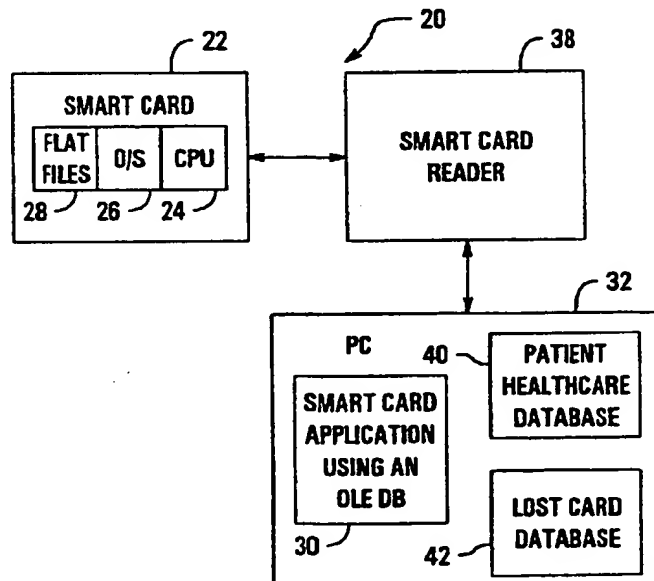 20
22
SMART CARD
FLAT
FILES
O/S
CPU
28
26
24
38
SMART CARD
READER
32
PC
SMART CARD
APPLICATION
USING AN
OLE DB
30
40
PATIENT
HEALTHCARE
DATABASE
LOST CARD
DATABASE
42